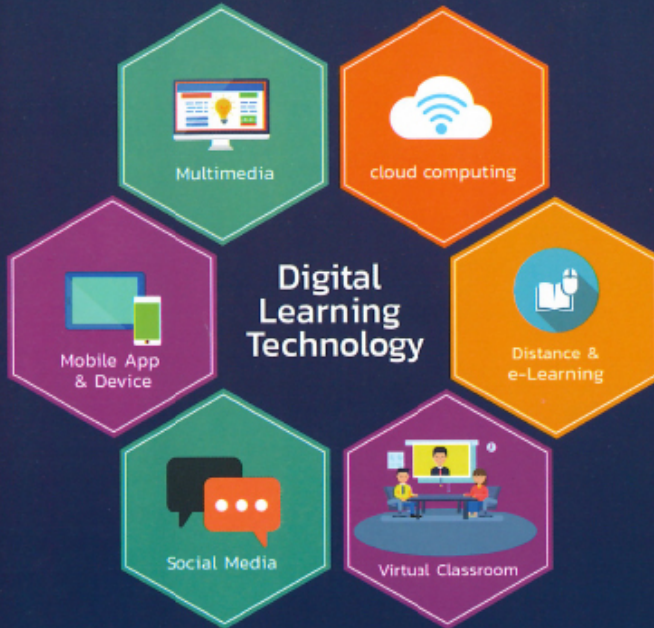 Multimedia
cloud computing
Digital
Learning
Technology
Mobile App
& Device
Distance &
e-Learning
Social Media
Virtual Classroom